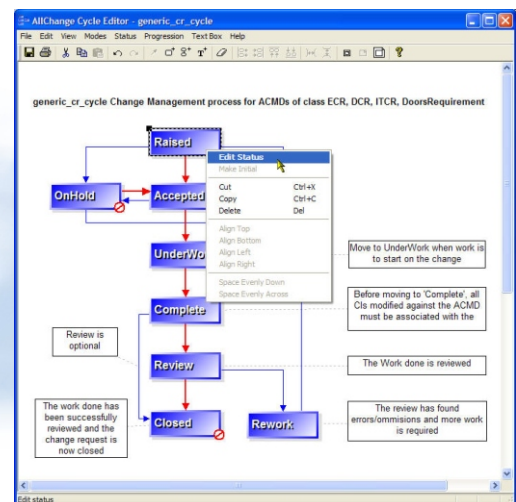 AllChange Cycle Editor - generic_cr_cycle
File Edit View Modes Status Progression Text Box Help
generic_cr_cycle Change Management process for ACMDs of class ECR, DCR, ITCR, DoorsRequirement
Raised
Edit Status
Make Initial
Cut Ctrl+X
Copy Ctrl+C
Delete Del
Align Top
Align Bottom
Align Left
Align Right
Space Evenly Down
Space Evenly Across
OnHold
Accepted
UnderWo
Move to UnderWork when work is
to start on the change
Complete
Before moving to 'Complete', all
CIs modified against the ACMD
must be associated with the
Review is
optional
Review
The Work done is reviewed
The work done has
been successfully
reviewed and the
change request is
now closed
Closed
Rework
The review has found
errors/ommisions and more work
is required
Edit status